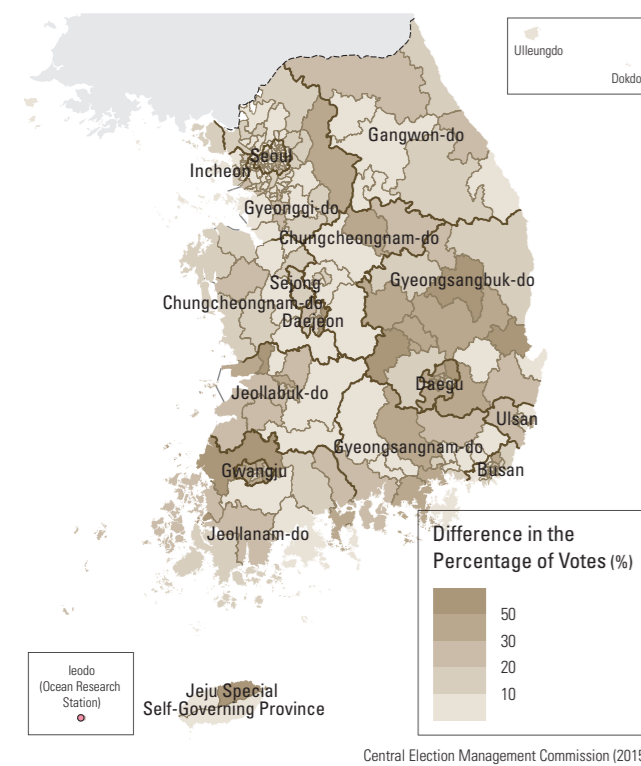 Ulleungdo
Dokdo
Gangwon-do
Seoul
Incheon
Gyeonggi-do
Chungcheongnam-do
Gyeongsangbuk-do
Sejong
Chungcheongnam-do
Daejeon
Daegu
Jeollabuk-do
Ulsan
Gyeongsangnam-do
Gwangju
Busan
Jeollanam-do
Difference in the
Percentage of Votes (%)
50
30
20
10
Ieodo
(Ocean Research
Station)
Jeju Special
Self-Governing Province
Central Election Management Commission (2015